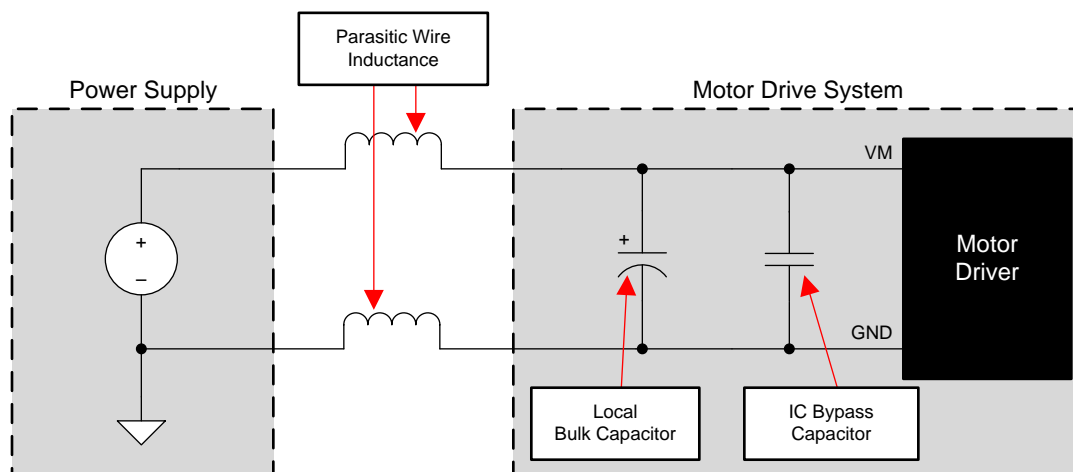 Parasitic Wire
Inductance
Power Supply
Motor Drive System
VM
+
–
+
Motor
Driver
GND
Local
Bulk Capacitor
IC Bypass
Capacitor